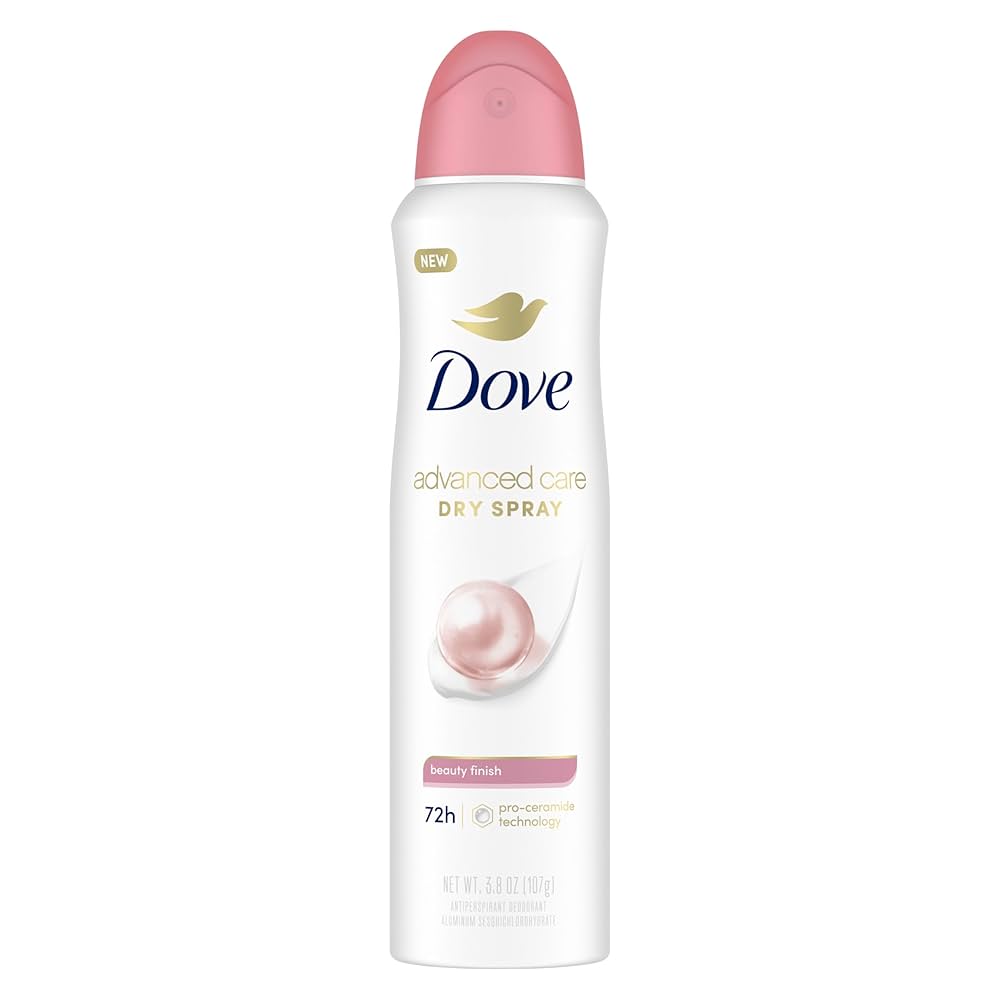 NEW
Dove
advanced care
DRY SPRAY
beauty finish
72h
pro-ceramide
technology
NET WT. 3.8 OZ (107g)
ANTIPERSPIRANT DEODORANT
ALUMINUM SESQUICHLOROHYDRATE